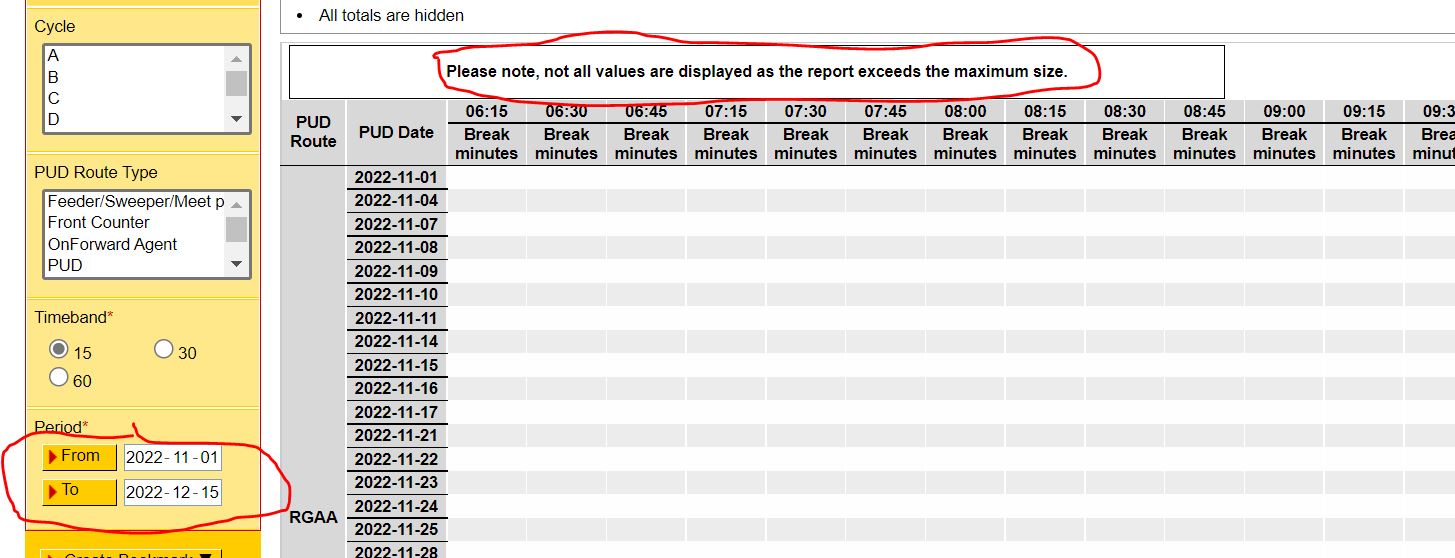 Cycle
A
B
C
D
PUD Route Type
Feeder/Sweeper/Meet p
Front Counter
OnForward Agent
PUD
Timeband*
15 30
60
Period*
From 2022-11-01
To 2022-12-15
Create Bookmark
• All totals are hidden
Please note, not all values are displayed as the report exceeds the maximum size.
PUD Route PUD Date 06:15 06:30 06:45 07:15 07:30 07:45 08:00 08:15 08:30 08:45 09:00 09:15 09:3
Break Break Break Break Break Break Break Break Break Break Break Break Brea
minutes minutes minutes minutes minutes minutes minutes minutes minutes minutes minutes minutes minut
2022-11-01
2022-11-04
2022-11-07
2022-11-08
2022-11-09
2022-11-10
2022-11-11
2022-11-14
2022-11-15
2022-11-16
2022-11-17
2022-11-21
2022-11-22
2022-11-23
2022-11-24
RGAA
2022-11-25
2022-11-28